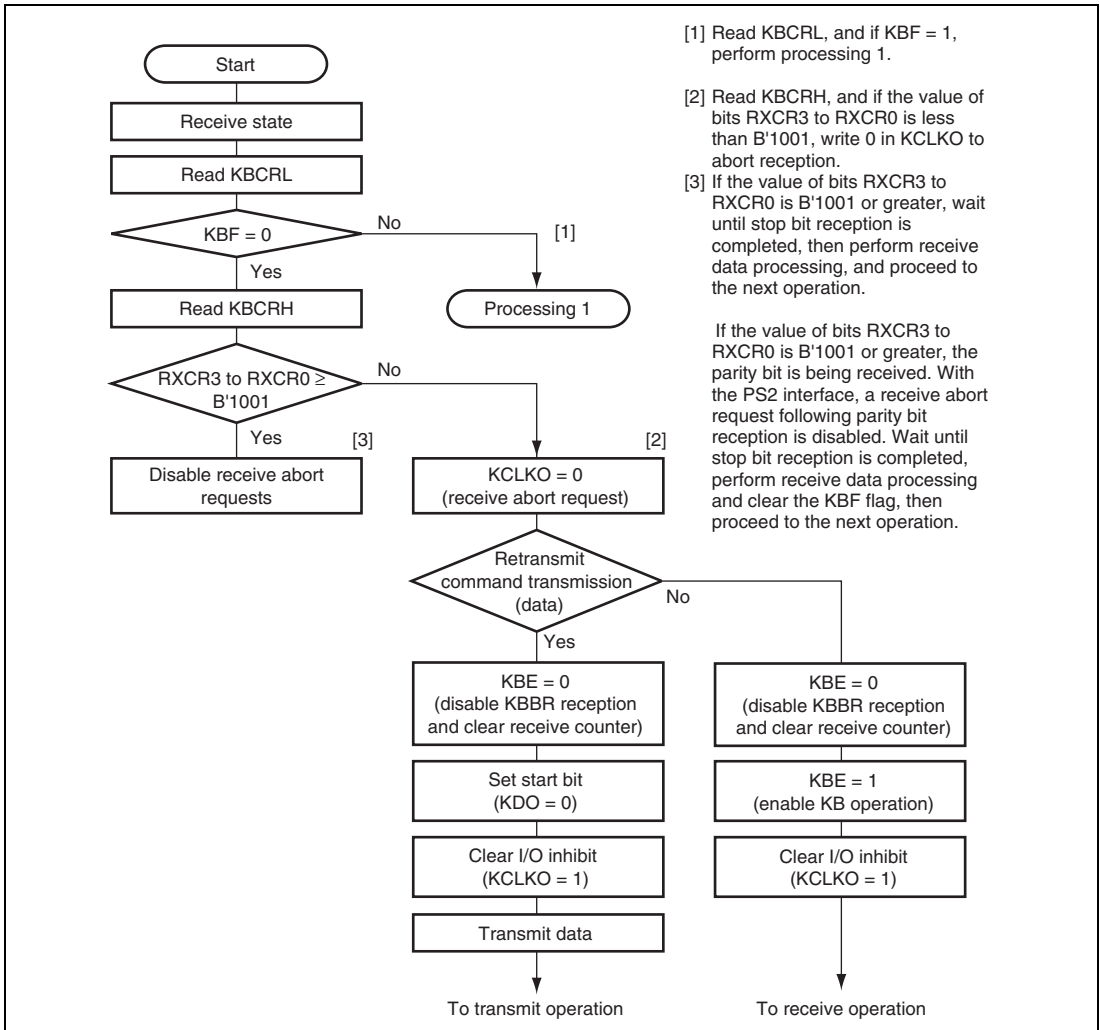 Start
Receive state
Read KBCRL
KBF = 0
No
[1]
Yes
Processing 1
Read KBCRH
RXCR3 to RXCR0 ≥
B'1001
No
Yes
[3]
Disable receive abort
requests
[2]
KCLKO = 0
(receive abort request)
Retransmit
command transmission
(data)
No
Yes
KBE = 0
(disable KBBR reception
and clear receive counter)
Set start bit
(KDO = 0)
Clear I/O inhibit
(KCLKO = 1)
Transmit data
To transmit operation
KBE = 0
(disable KBBR reception
and clear receive counter)
KBE = 1
(enable KB operation)
Clear I/O inhibit
(KCLKO = 1)
To receive operation
[1] Read KBCRL, and if KBF = 1,
perform processing 1.
[2] Read KBCRH, and if the value of
bits RXCR3 to RXCR0 is less
than B'1001, write 0 in KCLKO to
abort reception.
[3] If the value of bits RXCR3 to
RXCR0 is B'1001 or greater, wait
until stop bit reception is
completed, then perform receive
data processing, and proceed to
the next operation.
If the value of bits RXCR3 to
RXCR0 is B'1001 or greater, the
parity bit is being received. With
the PS2 interface, a receive abort
request following parity bit
reception is disabled. Wait until
stop bit reception is completed,
perform receive data processing
and clear the KBF flag, then
proceed to the next operation.